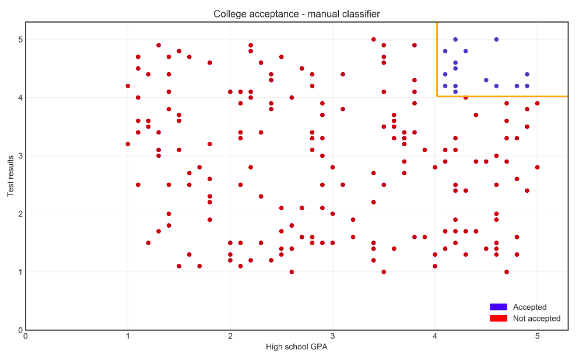 College acceptance - manual classifier
5
4
3
2
1
0
Test results
0
1
2
3
4
5
High school GPA
Accepted
Not accepted